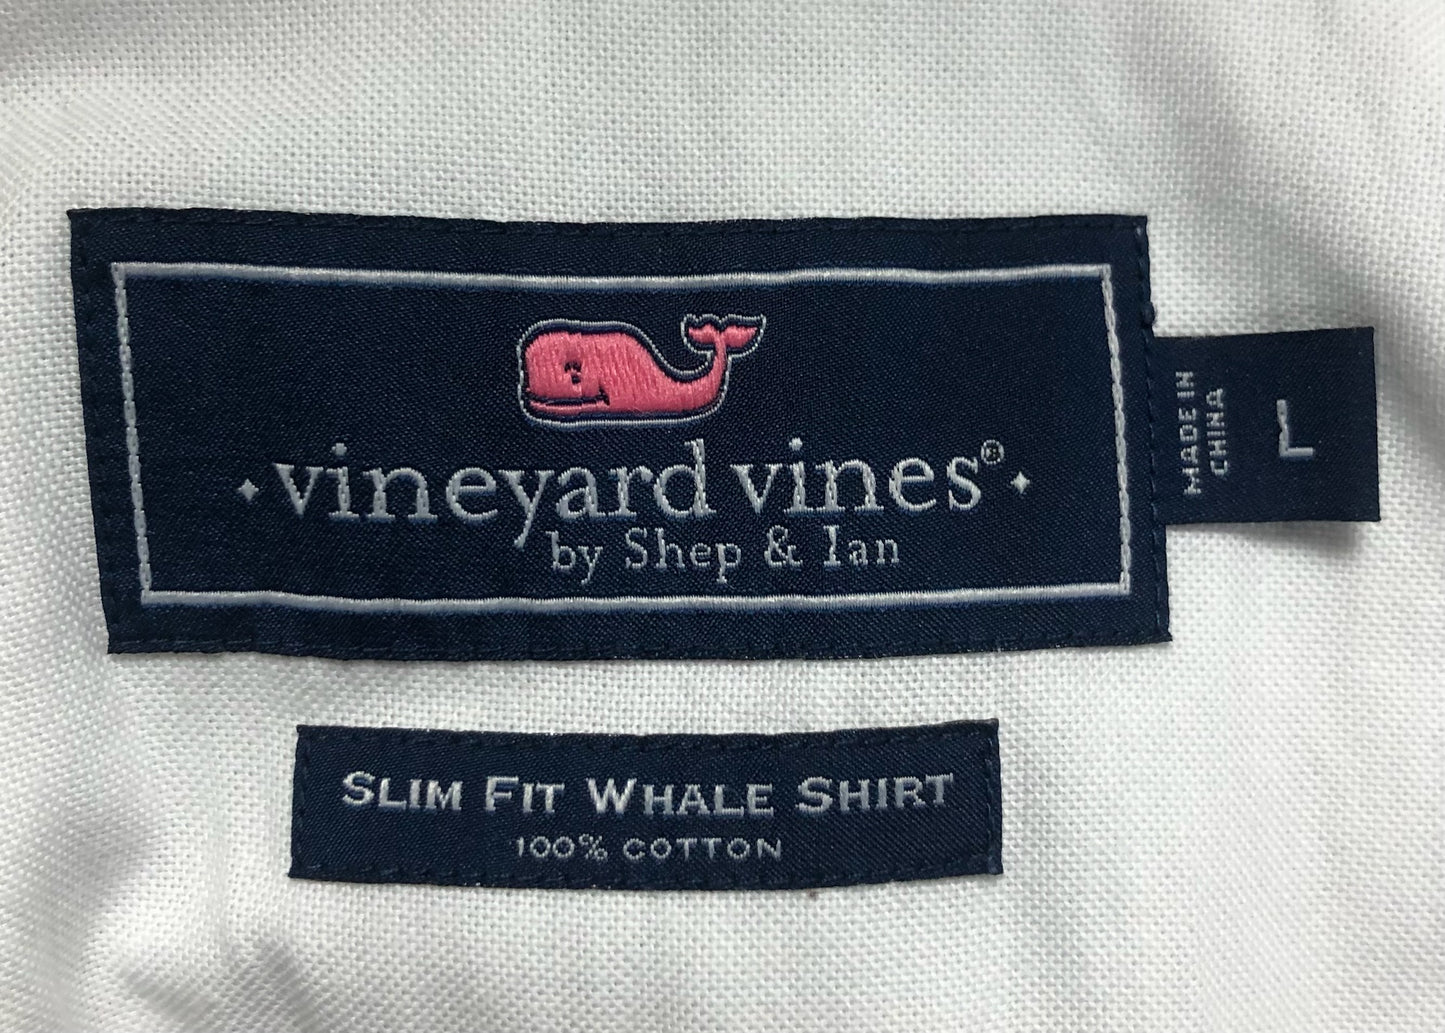 vineyard vines®
by Shep & Ian
MADE IN
CHINA
L
SLIM FIT WHALE SHIRT
100% COTTON